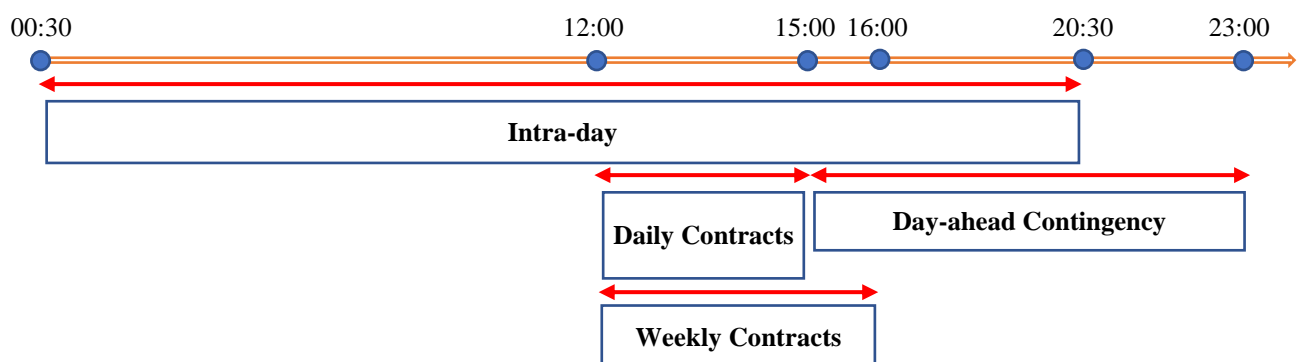 00:30 12:00 15:00 16:00 20:30 23:00
Intra-day
Daily Contracts
Day-ahead Contingency
Weekly Contracts